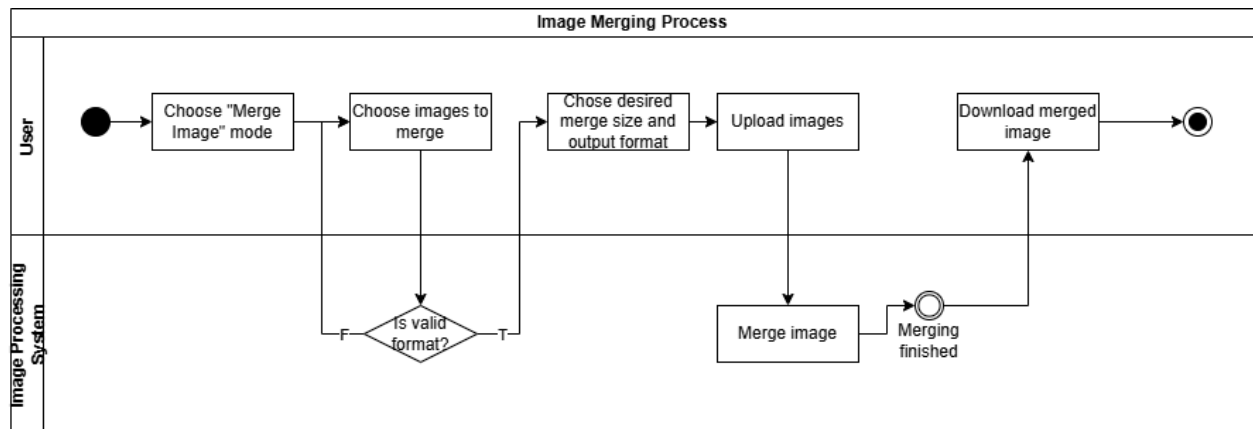 Image Merging Process
User
Choose "Merge
Image" mode
Choose images to
merge
Chose desired
merge size and
output format
Upload images
Download merged
image
Image Processing
System
F
Is valid
format?
T
Merge image
Merging
finished